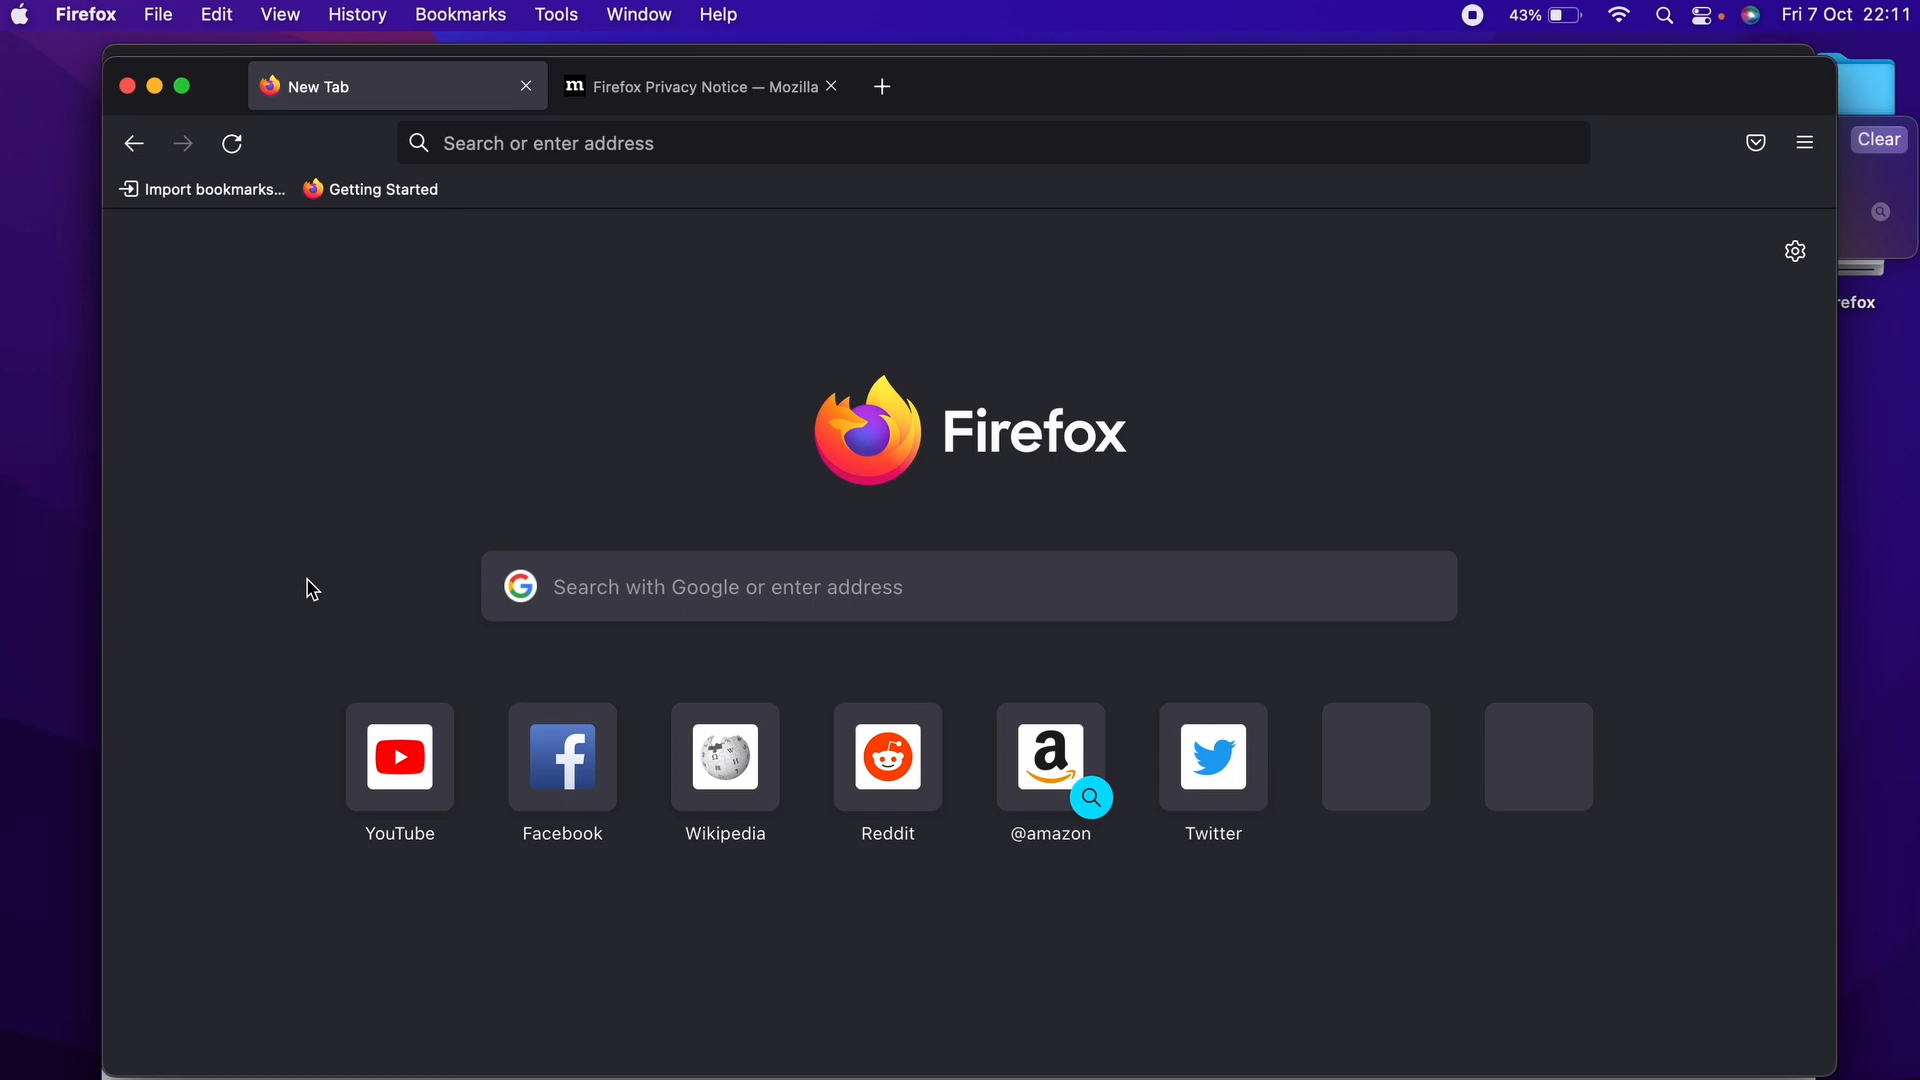 Firefox File Edit View History Bookmarks Tools Window Help 43% Fri 7 Oct 22:11
New Tab Firefox Privacy Notice — Mozilla
Search or enter address
Clear
Import bookmarks... Getting Started
refox
Firefox
Search with Google or enter address
YouTube Facebook Wikipedia Reddit @amazon Twitter